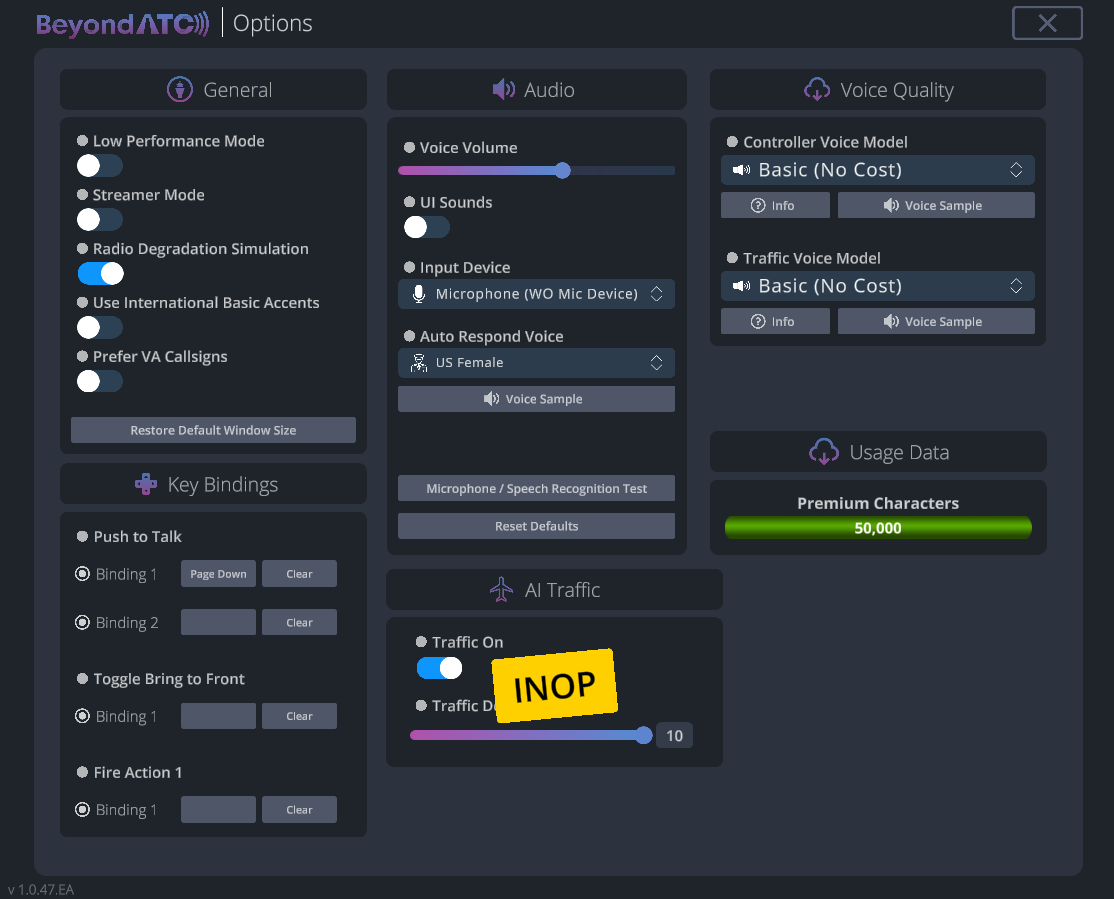 BeyondATC Options
General
Low Performance Mode
Streamer Mode
Radio Degradation Simulation
Use International Basic Accents
Prefer VA Callsigns
Restore Default Window Size
Key Bindings
Push to Talk
Binding 1 Page Down Clear
Binding 2 Clear
Toggle Bring to Front
Binding 1 Clear
Fire Action 1
Binding 1 Clear
Audio
Voice Volume
UI Sounds
Input Device
Microphone (WO Mic Device)
Auto Respond Voice
US Female
Voice Sample
Microphone / Speech Recognition Test
Reset Defaults
AI Traffic
Traffic On
INOP
Traffic
10
Voice Quality
Controller Voice Model
Basic (No Cost)
Info Voice Sample
Traffic Voice Model
Basic (No Cost)
Info Voice Sample
Usage Data
Premium Characters
50,000
v 1.0.47.EA